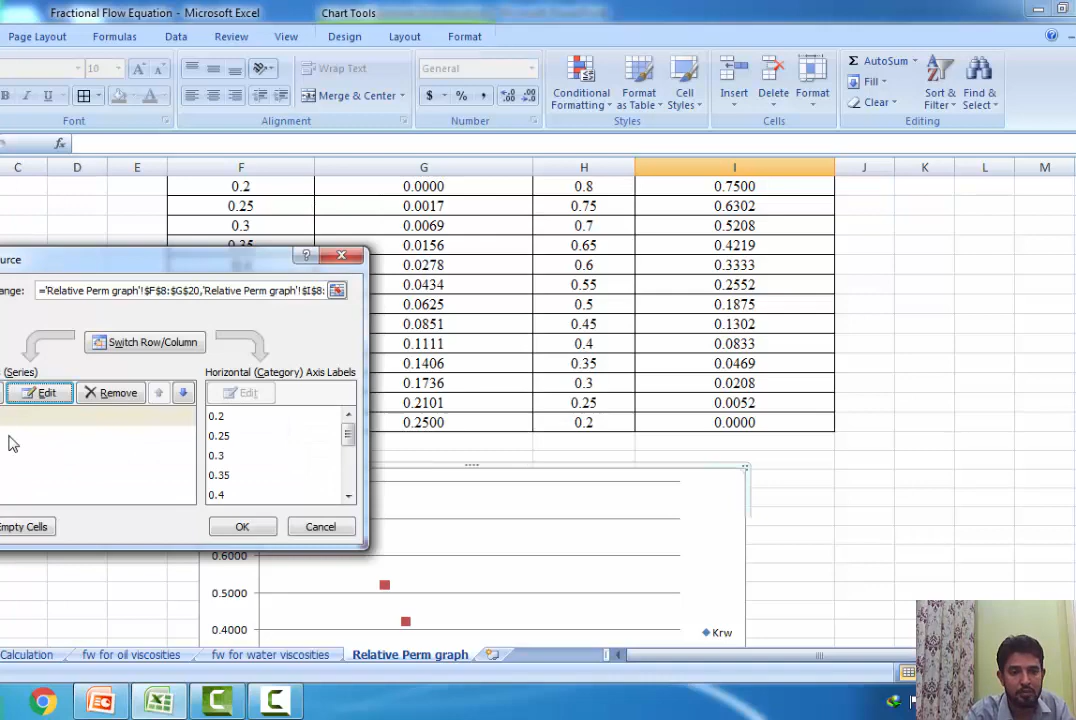 Fractional Flow Equation - Microsoft Excel
Chart Tools
Page Layout Formulas Data Review View Design Layout Format
10 A A Wrap Text General Σ AutoSum
Fill
Clear
B I U Merge & Center $ % , .00 .0
Conditional Formatting Format as Table Cell Styles Insert Delete Format Sort & Filter Find & Select
Font Alignment Number Styles Cells Editing
fx
C D E F G H I J K L M
0.2 0.0000 0.8 0.7500
0.25 0.0017 0.75 0.6302
0.3 0.0069 0.7 0.5208
0.35 0.0156 0.65 0.4219
0.0278 0.6 0.3333
0.0434 0.55 0.2552
0.0625 0.5 0.1875
0.0851 0.45 0.1302
0.1111 0.4 0.0833
0.1406 0.35 0.0469
0.1736 0.3 0.0208
0.2101 0.25 0.0052
0.2500 0.2 0.0000
urce
ange: ='Relative Perm graph'!$F$8:$G$20,'Relative Perm graph'!$I$8:
Switch Row/Column
(Series) Horizontal (Category) Axis Labels
Edit Remove Edit
0.2
0.25
0.3
0.35
0.4
Empty Cells OK Cancel
0.6000
0.5000
0.4000
Krw
Calculation fw for oil viscosities fw for water viscosities Relative Perm graph